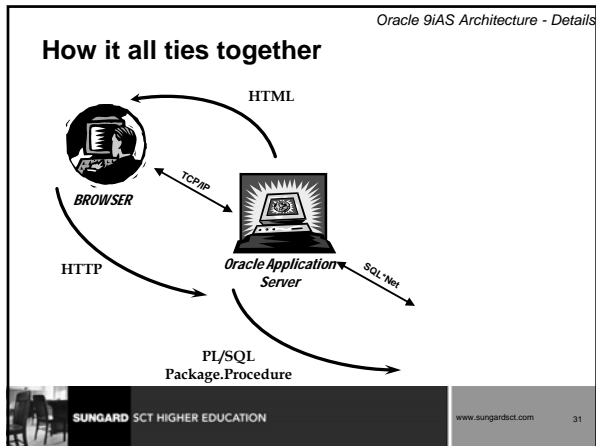 Oracle 9iAS Architecture - Details
How it all ties together
HTML
TCP/IP
BROWSER
Oracle Application
Server
SQL*Net
HTTP
PL/SQL
Package.Procedure
SUNGARD SCT HIGHER EDUCATION
www.sungardsct.com
31